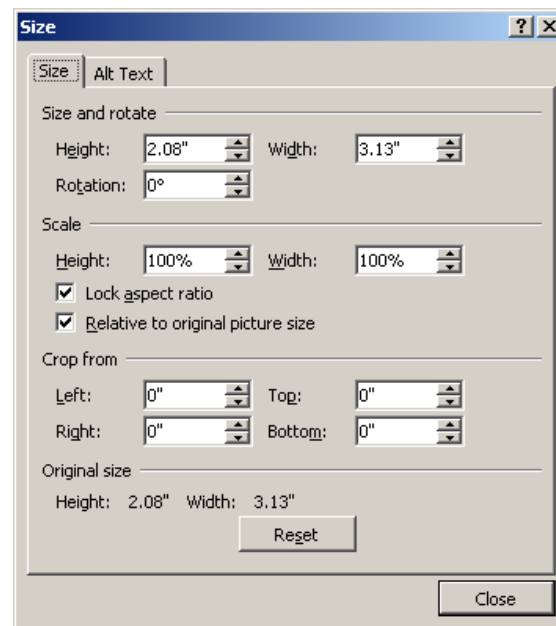 Size
Size Alt Text
Size and rotate
Height: 2.08" Width: 3.13"
Rotation: 0°
Scale
Height: 100% Width: 100%
Lock aspect ratio
Relative to original picture size
Crop from
Left: 0" Top: 0"
Right: 0" Bottom: 0"
Original size
Height: 2.08" Width: 3.13"
Reset
Close